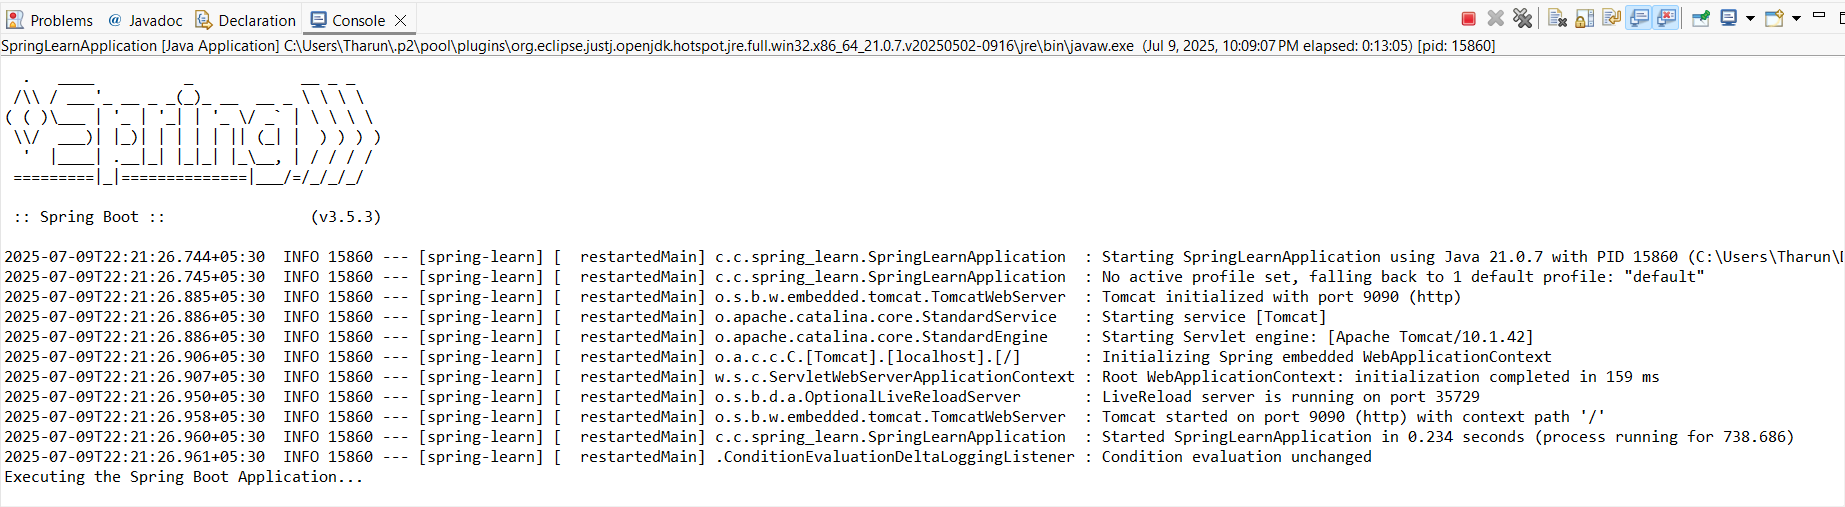 Problems @ Javadoc Declaration Console
SpringLearnApplication [Java Application] C:\Users\Tharun\.p2\pool\plugins\org.eclipse.justj.openjdk.hotspot.jre.full.win32.x86_64_21.0.7.v20250502-0916\jre\bin\javaw.exe (Jul 9, 2025, 10:09:07 PM elapsed: 0:13:05) [pid: 15860]
  .   ____          _            __ _ _
 /\\ / ___'_ __ _ _(_)_ __  __ _ \ \ \ \
( ( )\___ | '_ | '_| | '_ \/ _` | \ \ \ \
 \\/  ___)| |_)| | | | | || (_| |  ) ) ) )
  '  |____| .__|_| |_|_| |_\__, | / / / /
 =========|_|==============|___/=/_/_/_/
 :: Spring Boot ::                (v3.5.3)
2025-07-09T22:21:26.744+05:30  INFO 15860 --- [spring-learn] [  restartedMain] c.c.spring_learn.SpringLearnApplication  : Starting SpringLearnApplication using Java 21.0.7 with PID 15860 (C:\Users\Tharun\
2025-07-09T22:21:26.745+05:30  INFO 15860 --- [spring-learn] [  restartedMain] c.c.spring_learn.SpringLearnApplication  : No active profile set, falling back to 1 default profile: "default"
2025-07-09T22:21:26.885+05:30  INFO 15860 --- [spring-learn] [  restartedMain] o.s.b.w.embedded.tomcat.TomcatWebServer  : Tomcat initialized with port 9090 (http)
2025-07-09T22:21:26.886+05:30  INFO 15860 --- [spring-learn] [  restartedMain] o.apache.catalina.core.StandardService   : Starting service [Tomcat]
2025-07-09T22:21:26.886+05:30  INFO 15860 --- [spring-learn] [  restartedMain] o.apache.catalina.core.StandardEngine    : Starting Servlet engine: [Apache Tomcat/10.1.42]
2025-07-09T22:21:26.906+05:30  INFO 15860 --- [spring-learn] [  restartedMain] o.a.c.c.C.[Tomcat].[localhost].[/]       : Initializing Spring embedded WebApplicationContext
2025-07-09T22:21:26.907+05:30  INFO 15860 --- [spring-learn] [  restartedMain] w.s.c.ServletWebServerApplicationContext : Root WebApplicationContext: initialization completed in 159 ms
2025-07-09T22:21:26.950+05:30  INFO 15860 --- [spring-learn] [  restartedMain] o.s.b.d.a.OptionalLiveReloadServer       : LiveReload server is running on port 35729
2025-07-09T22:21:26.958+05:30  INFO 15860 --- [spring-learn] [  restartedMain] o.s.b.w.embedded.tomcat.TomcatWebServer  : Tomcat started on port 9090 (http) with context path '/'
2025-07-09T22:21:26.960+05:30  INFO 15860 --- [spring-learn] [  restartedMain] c.c.spring_learn.SpringLearnApplication  : Started SpringLearnApplication in 0.234 seconds (process running for 738.686)
2025-07-09T22:21:26.961+05:30  INFO 15860 --- [spring-learn] [  restartedMain] .ConditionEvaluationDeltaLoggingListener : Condition evaluation unchanged
Executing the Spring Boot Application...